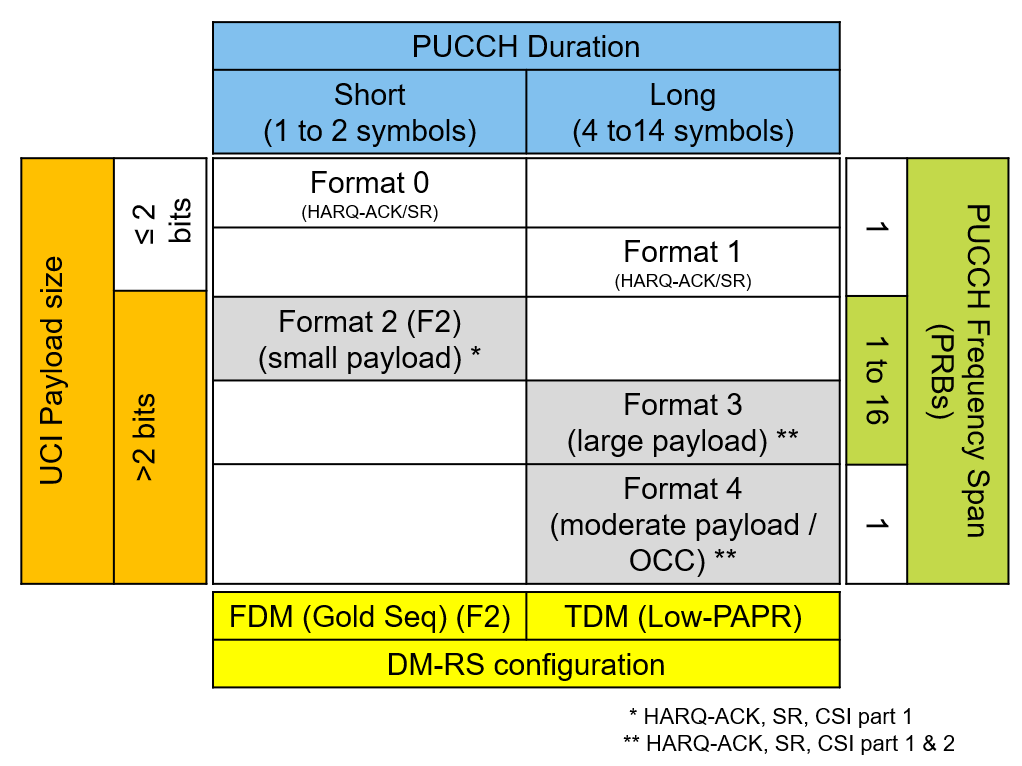 PUCCH Duration
Short
(1 to 2 symbols)
Long
(4 to14 symbols)
UCI Payload size
≤ 2
bits
>2 bits
Format 0
(HARQ-ACK/SR)
Format 1
(HARQ-ACK/SR)
Format 2 (F2)
(small payload) *
Format 3
(large payload) **
Format 4
(moderate payload /
OCC) **
1
1 to 16
1
PUCCH Frequency Span
(PRBs)
FDM (Gold Seq) (F2)
TDM (Low-PAPR)
DM-RS configuration
* HARQ-ACK, SR, CSI part 1
** HARQ-ACK, SR, CSI part 1 & 2